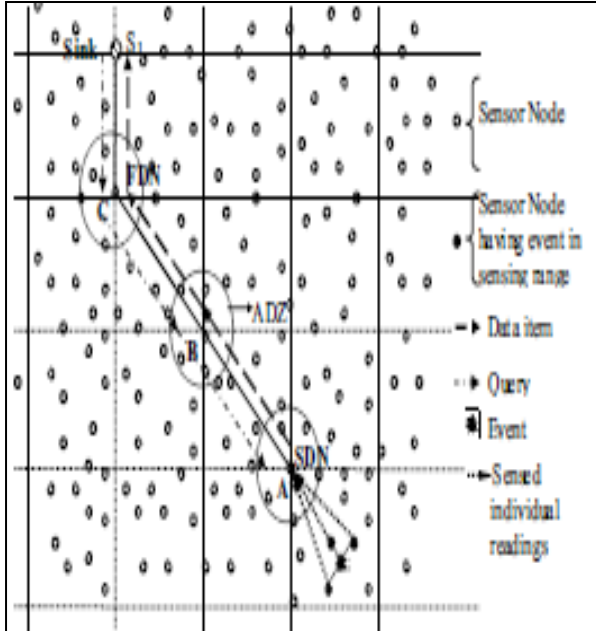 Sink S1
Sensor Node
FDN
C
Sensor Node
having event in
sensing range
ADZ
B
Data item
Query
SDN
Event
A
Sensed
individual
readings